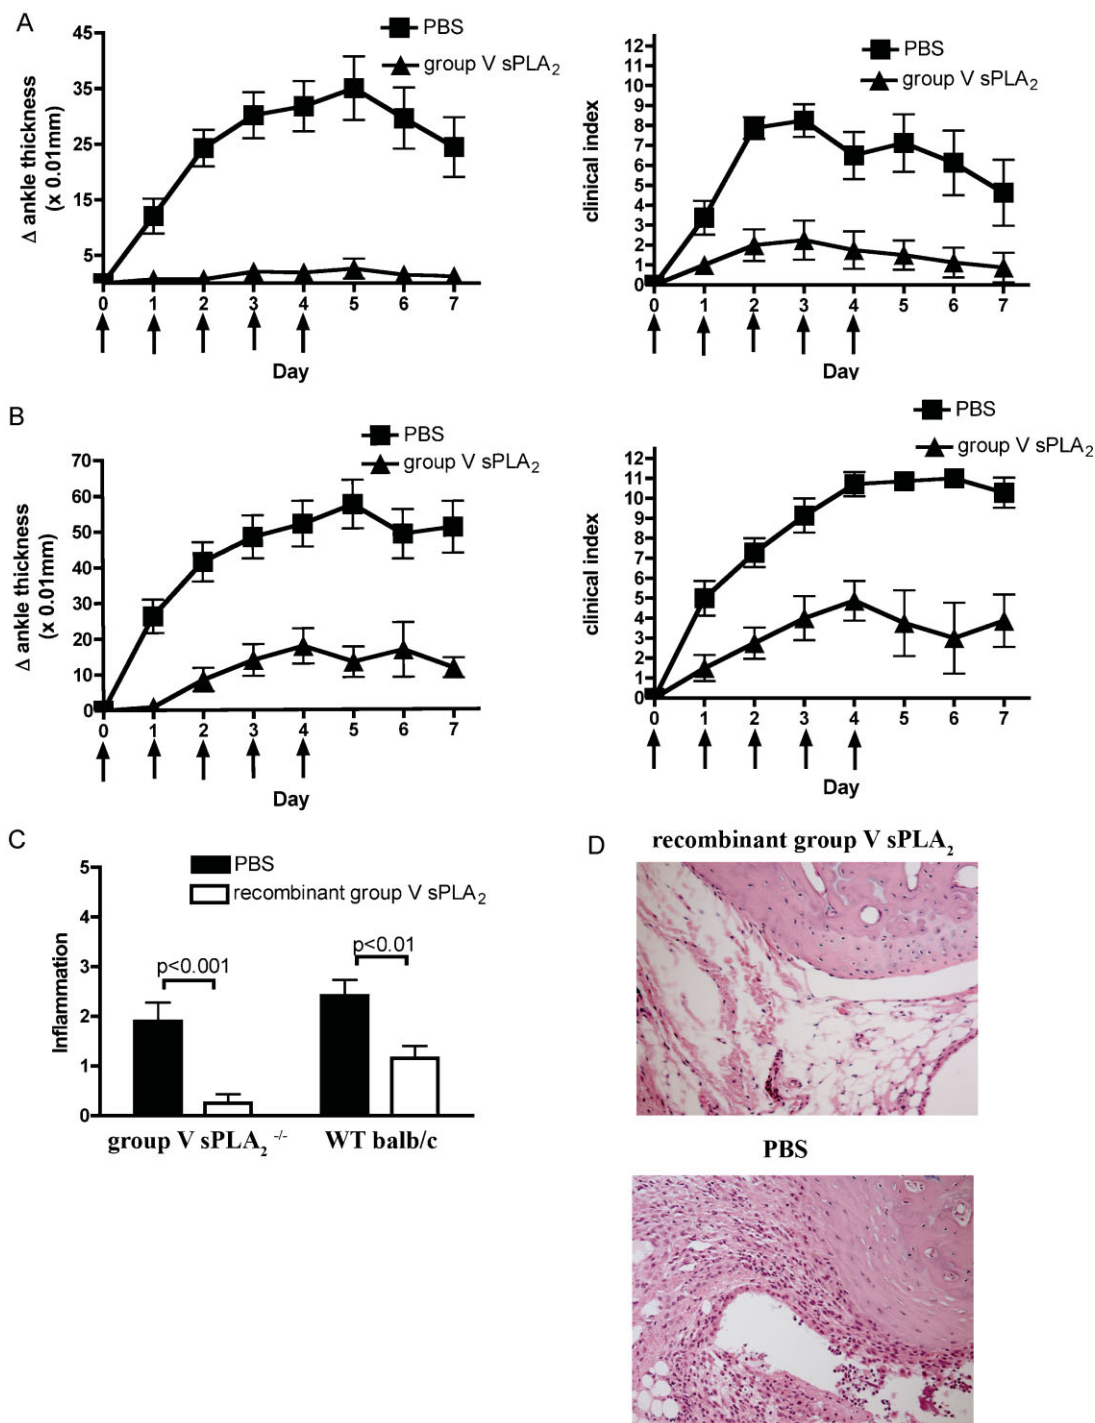 A
PBS
group V sPLA2
Δ ankle thickness
(x 0.01mm)
35
25
15
5
0 1 2 3 4 5 6 7
Day
PBS
group V sPLA2
clinical index
12
11
10
9
8
7
6
5
4
3
2
1
0
0 1 2 3 4 5 6 7
Day
B
PBS
group V sPLA2
Δ ankle thickness
(x 0.01mm)
70
60
50
40
30
20
10
0
0 1 2 3 4 5 6 7
Day
PBS
group V sPLA2
clinical index
12
11
10
9
8
7
6
5
4
3
2
1
0
0 1 2 3 4 5 6 7
Day
C
PBS
recombinant group V sPLA2
Inflammation
5
4
3
2
1
0
p<0.001
p<0.01
group V sPLA2 -/-
WT balb/c
D
recombinant group V sPLA2
PBS